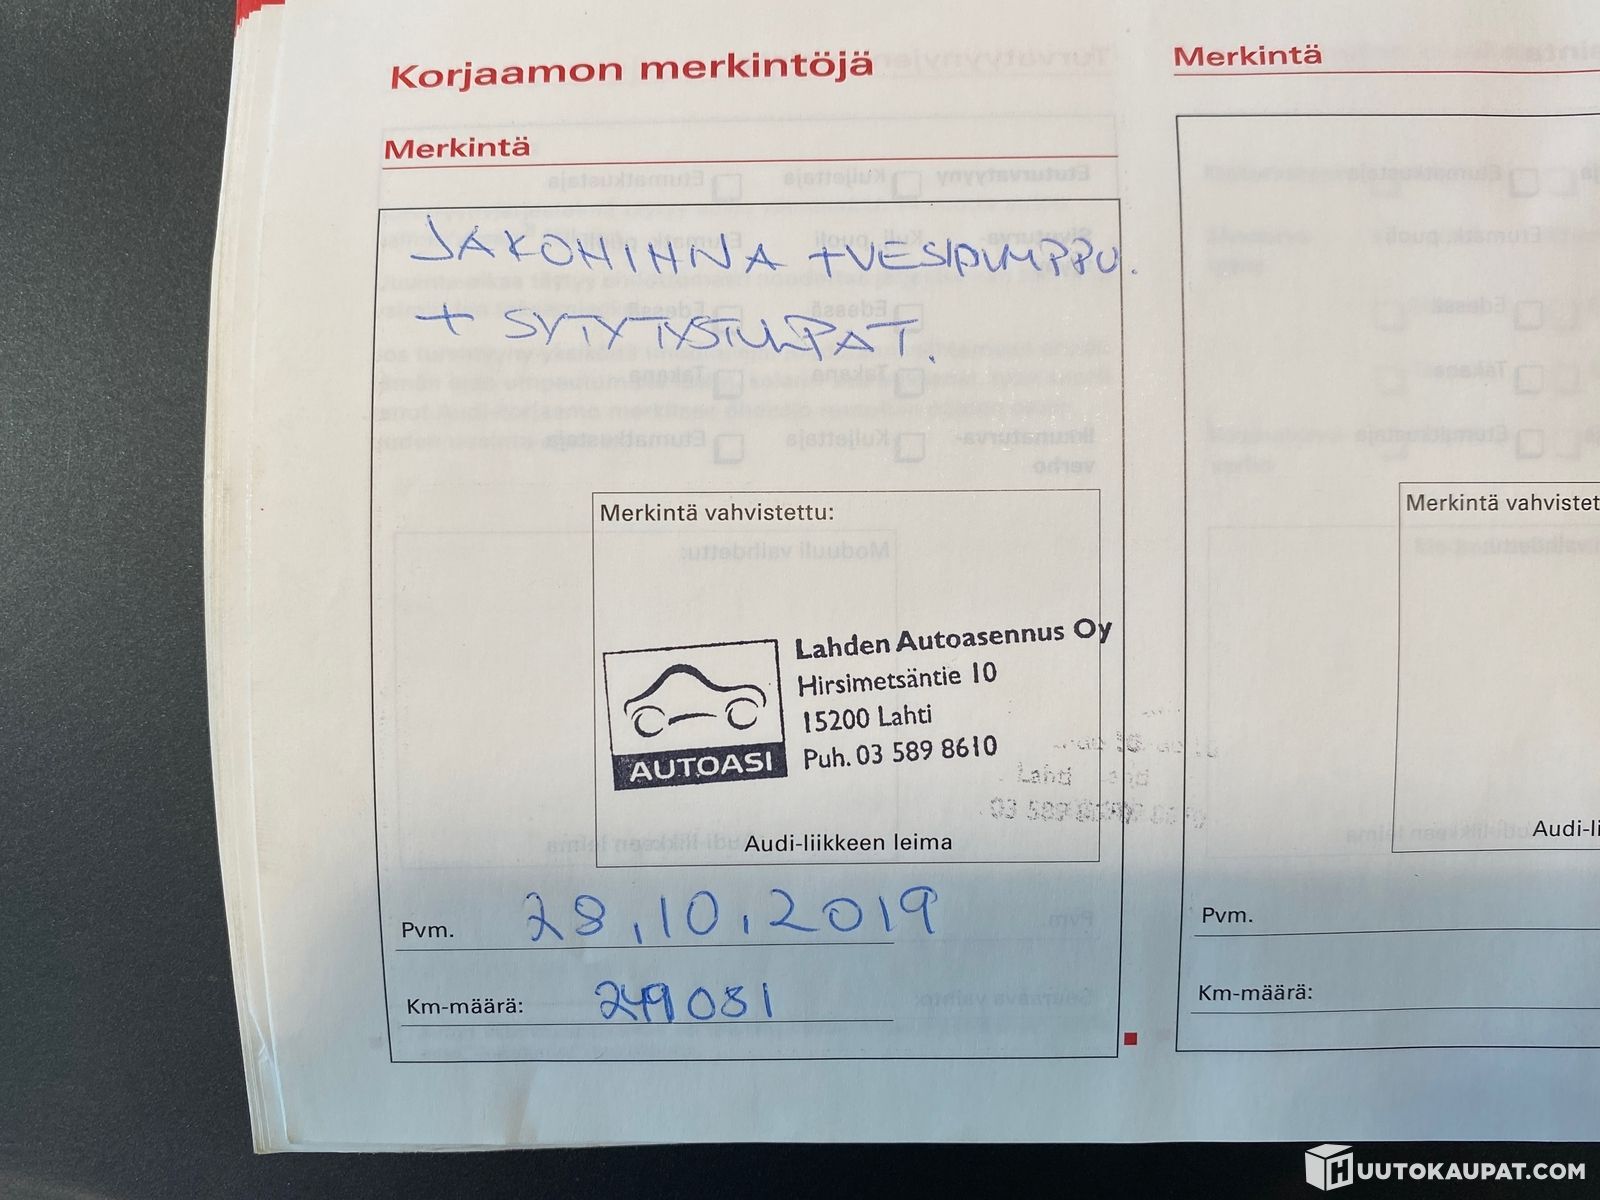 Korjaamon merkintöjä
Merkintä
JAKOHIHNA + VESIPUMPPU.
+ SYTYTYSTULPAT.
Merkintä vahvistettu:
Lahden Autoasennus Oy
Hirsimetsäntie 10
15200 Lahti
Puh. 03 589 8610
AUTOASI
Audi-liikkeen leima
Pvm. 28.10.2019
Km-määrä: 249081
Merkintä
Merkintä vahvistet
Audi-li
Pvm.
Km-määrä:
HUUTOKAUPAT.COM